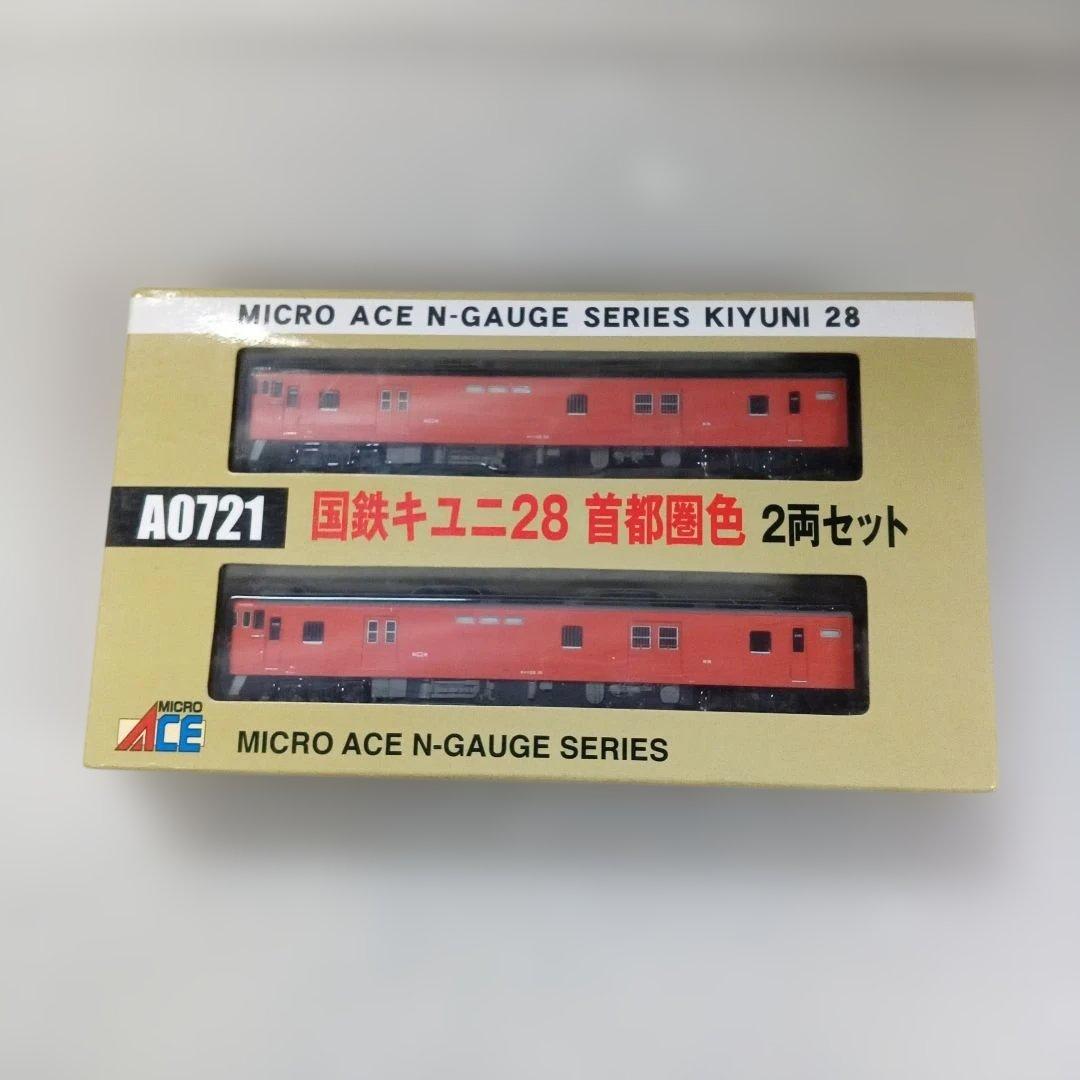 MICRO ACE N-GAUGE SERIES KIYUNI 28
A0721
国鉄キユニ28 首都圏色 2両セット
MICRO ACE
MICRO ACE N-GAUGE SERIES